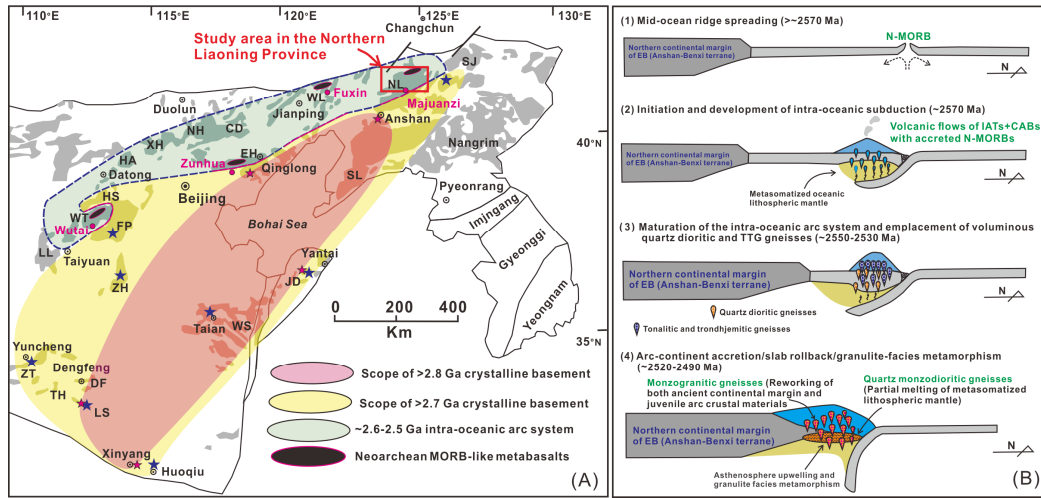 110°E
115°E
120°E
125°E
130°E
Changchun
Study area in the Northern
Liaoning Province
SJ
NL
WL
Fuxin
Majuanzi
Duolun
Jianping
Anshan
NH
CD
XH
40°N
HA
EH
Nangrim
Zunhua
Qinglong
Datong
SL
Beijing
HS
Pyeonrang
WT
Bohai Sea
Imjngang
Wutai
FP
LL
Taiyuan
Yantai
Gyeonggi
ZH
JD
0 200 400
Km
Yeongnam
Taian
WS
35°N
Yuncheng
ZT
Dengfeng
DF
TH
LS
Scope of >2.8 Ga crystalline basement
Scope of >2.7 Ga crystalline basement
~2.6-2.5 Ga intra-oceanic arc system
Neoarchean MORB-like metabasalts
Xinyang
Huoqiu
(A)
(1) Mid-ocean ridge spreading (>~2570 Ma)
N-MORB
Northern continental margin
of EB (Anshan-Benxi terrane)
N
(2) Initiation and development of intra-oceanic subduction (~2570 Ma)
Volcanic flows of IATs+CABs
with accreted N-MORBs
Northern continental margin
of EB (Anshan-Benxi terrane)
Metasomatized oceanic
lithospheric mantle
N
(3) Maturation of the intra-oceanic arc system and emplacement of voluminous
quartz dioritic and TTG gneisses (~2550-2530 Ma)
Northern continental margin
of EB (Anshan-Benxi terrane)
N
Quartz dioritic gneisses
Tonalitic and trondhjemitic gneisses
(4) Arc-continent accretion/slab rollback/granulite-facies metamorphism
(~2520-2490 Ma)
Monzogranitic gneisses (Reworking of
both ancient continental margin and
juvenile arc crustal materials)
Quartz monzodioritic gneisses
(Partial melting of metasomatized
lithospheric mantle)
Northern continental margin
of EB (Anshan-Benxi terrane)
N
Asthenosphere upwelling and
granulite facies metamorphism
(B)